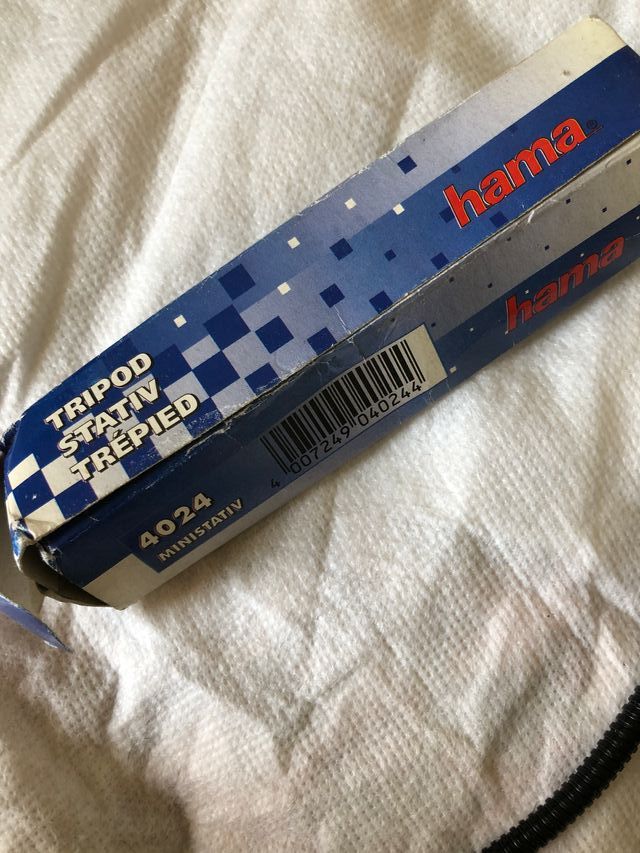 hama®
TRIPOD
STATIV
TRÉPIED
hama
4 007249 040244
4024
MINISTATIV